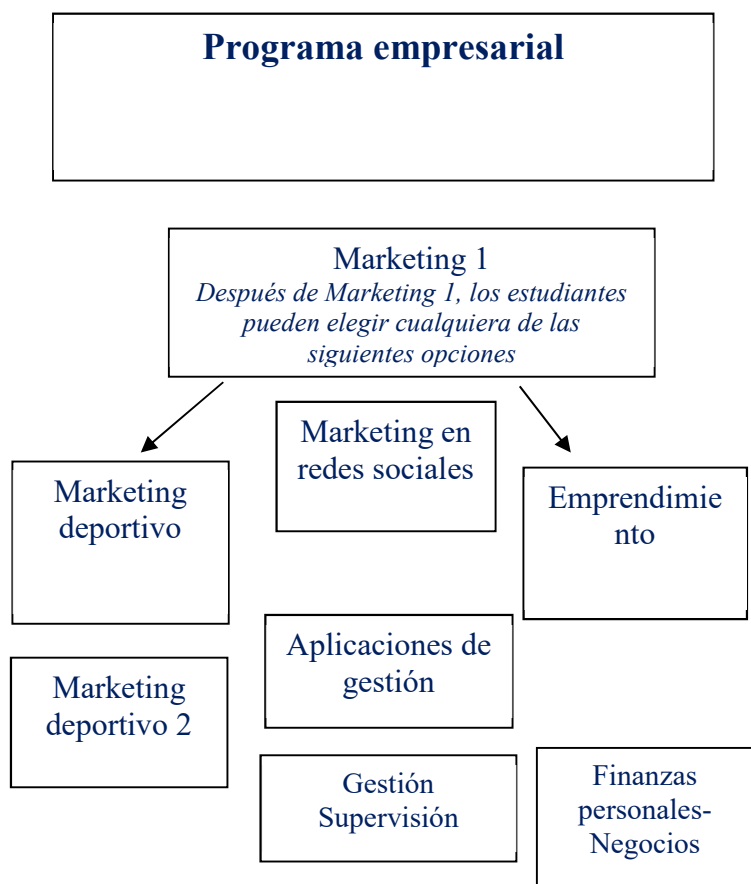 Programa empresarial
Marketing 1
Después de Marketing 1, los estudiantes
pueden elegir cualquiera de las
siguientes opciones
Marketing en
redes sociales
Marketing
deportivo
Emprendimie
nto
Aplicaciones de
gestión
Marketing
deportivo 2
Gestión
Supervisión
Finanzas
personales-
Negocios